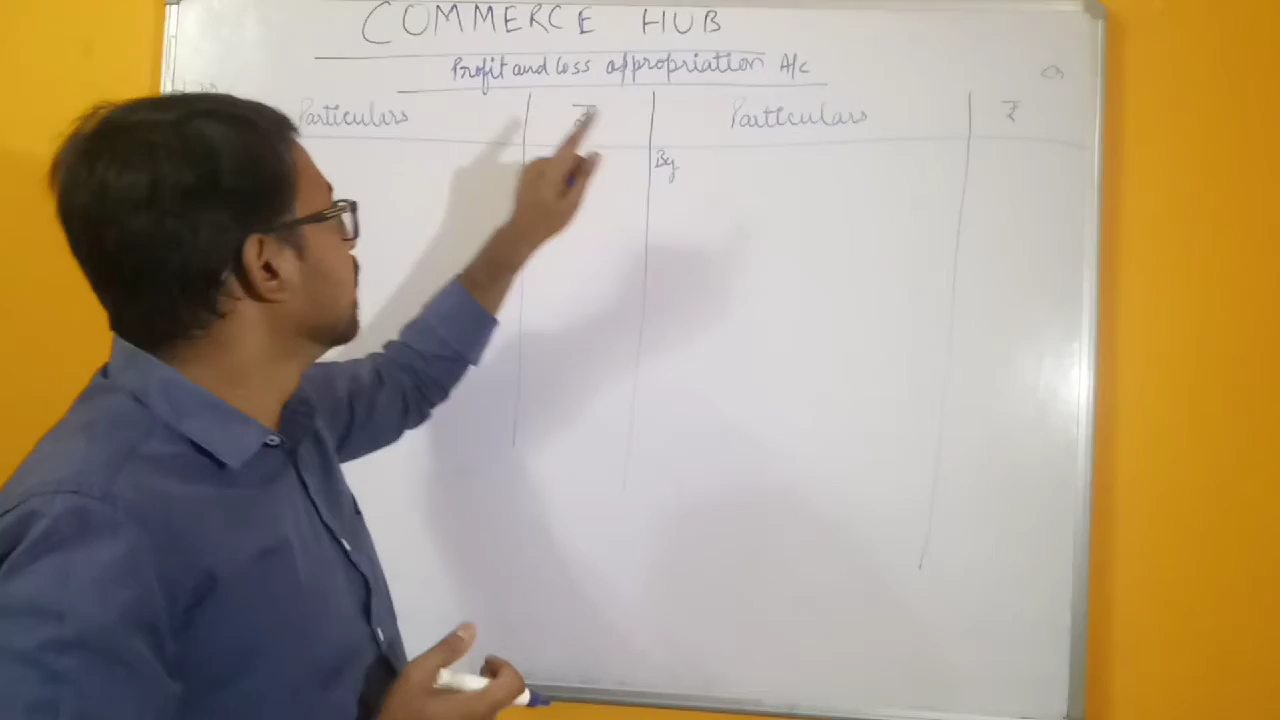 COMMERCE HUB
Profit and loss appropriation A/c
Particulars ₹ Particulars ₹
By